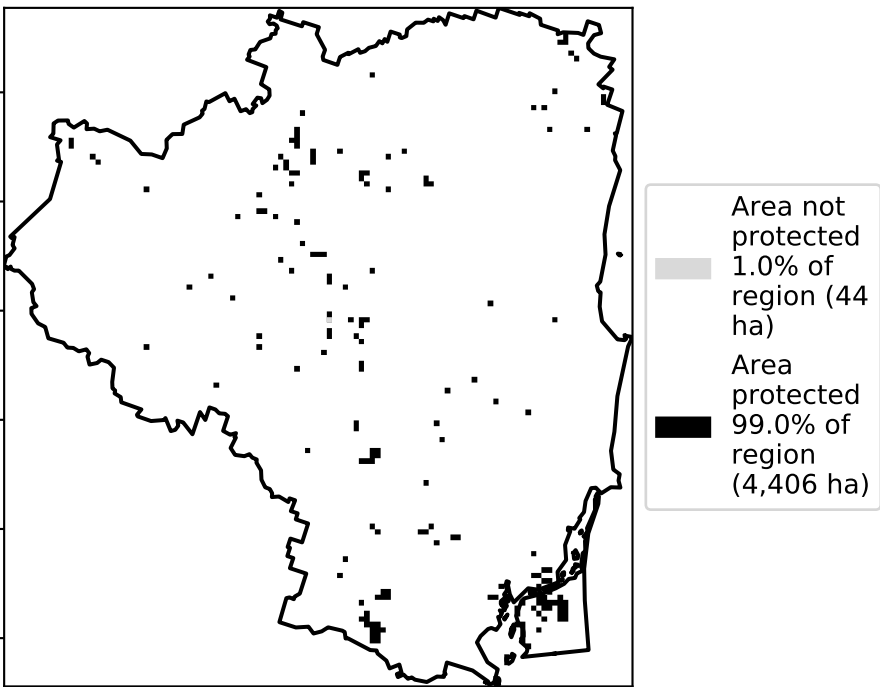 Area not
protected
1.0% of
region (44
ha)
Area
protected
99.0% of
region
(4,406 ha)